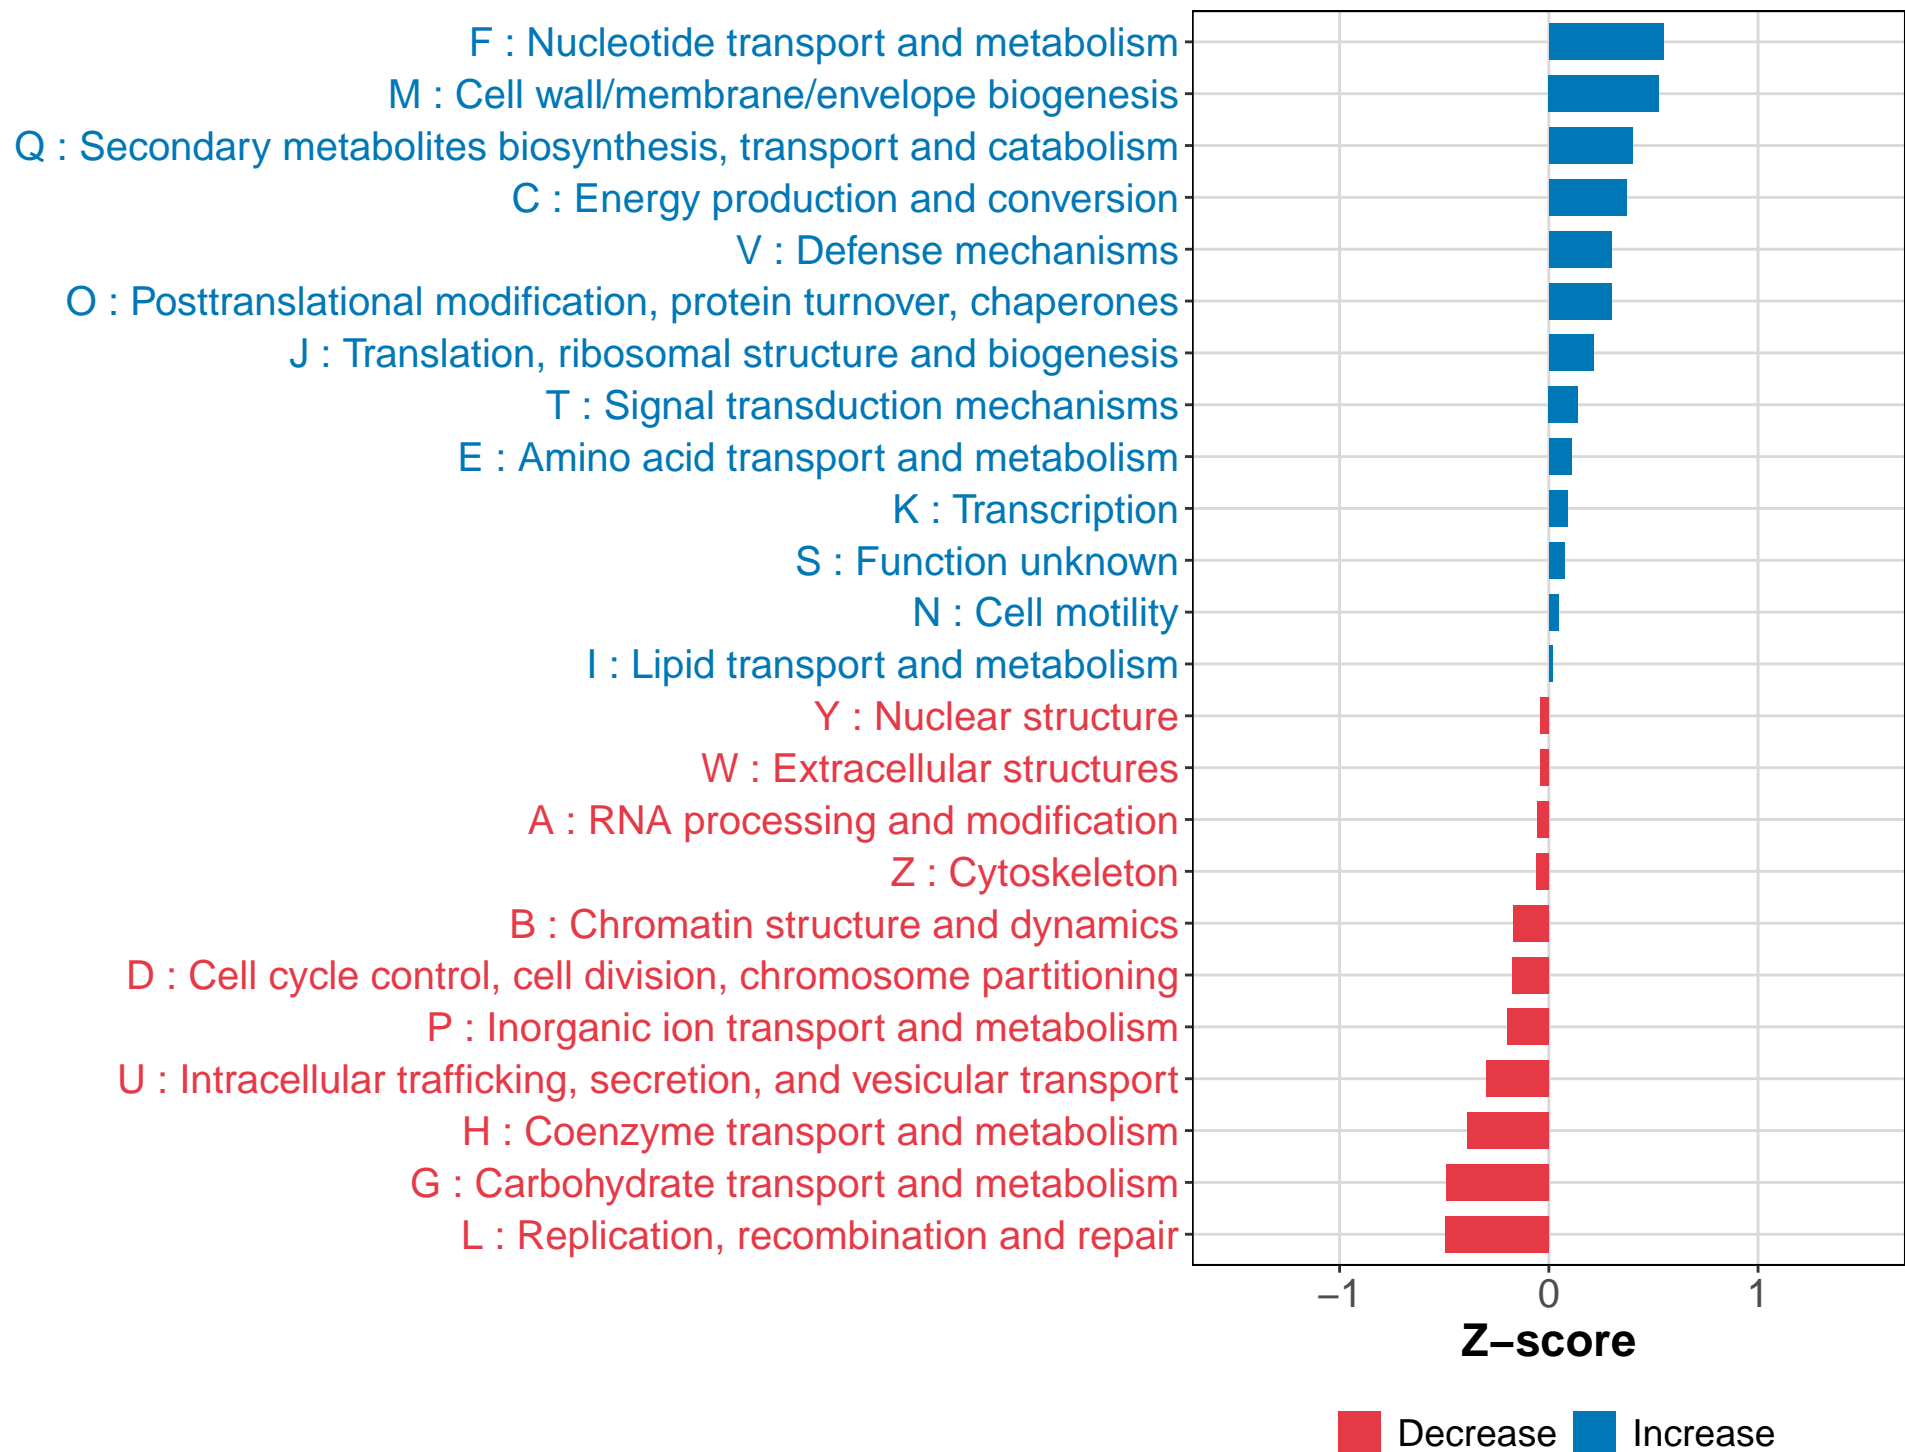 F : Nucleotide transport and metabolism
M : Cell wall/membrane/envelope biogenesis
Q : Secondary metabolites biosynthesis, transport and catabolism
C : Energy production and conversion
V : Defense mechanisms
O : Posttranslational modification, protein turnover, chaperones
J : Translation, ribosomal structure and biogenesis
T : Signal transduction mechanisms
E : Amino acid transport and metabolism
K : Transcription
S : Function unknown
N : Cell motility
I : Lipid transport and metabolism
Y : Nuclear structure
W : Extracellular structures
A : RNA processing and modification
Z : Cytoskeleton
B : Chromatin structure and dynamics
D : Cell cycle control, cell division, chromosome partitioning
P : Inorganic ion transport and metabolism
U : Intracellular trafficking, secretion, and vesicular transport
H : Coenzyme transport and metabolism
G : Carbohydrate transport and metabolism
L : Replication, recombination and repair
−1 0 1
Z−score
Decrease Increase